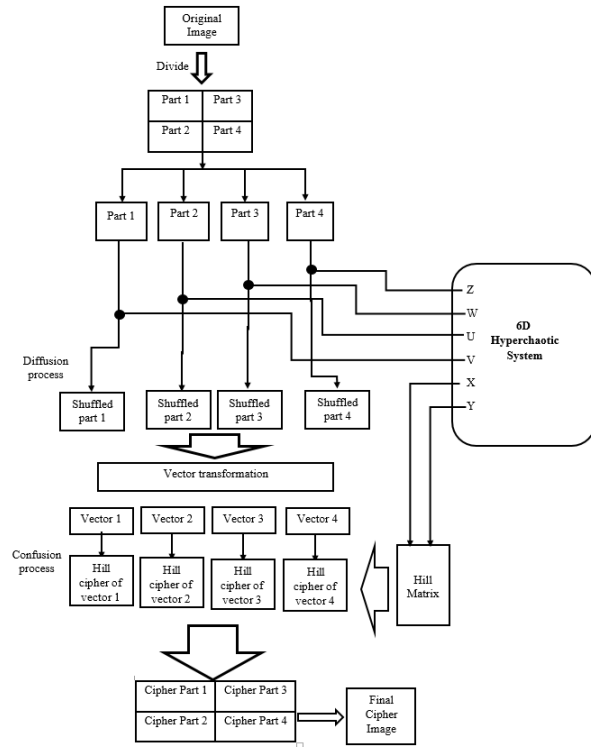 Original
Image
Divide
Part 1 Part 3
Part 2 Part 4
Part 1 Part 2 Part 3 Part 4
Z
W
U
V
X
Y
6D
Hyperchaotic
System
Diffusion
process
Shuffled
part 1
Shuffled
part 2
Shuffled
part 3
Shuffled
part 4
Vector transformation
Vector 1 Vector 2 Vector 3 Vector 4
Confusion
process
Hill
cipher of
vector 1
Hill
cipher of
vector 2
Hill
cipher of
vector 3
Hill
cipher of
vector 4
Hill
Matrix
Cipher Part 1 Cipher Part 3
Cipher Part 2 Cipher Part 4
Final
Cipher
Image